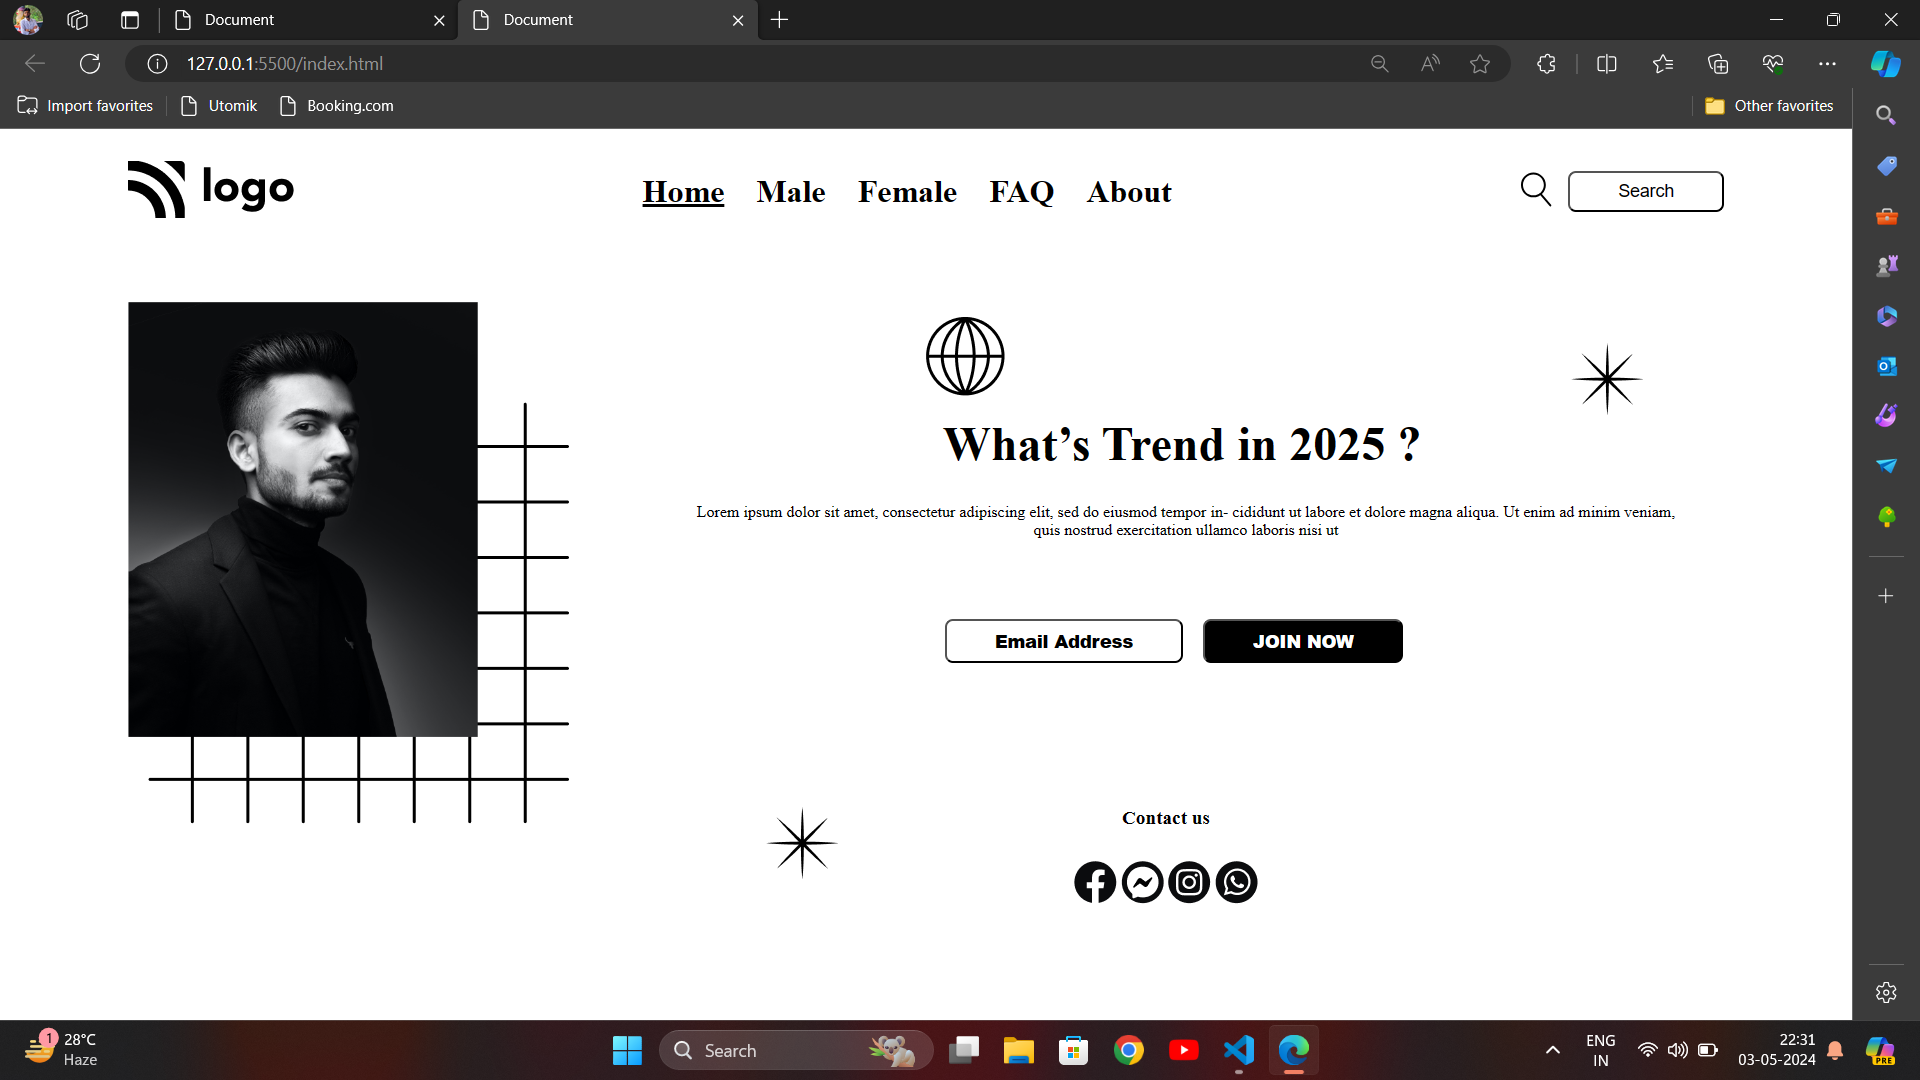 Document
Document
127.0.0.1:5500/index.html
Import favorites
Utomik
Booking.com
Other favorites
logo
Home
Male
Female
FAQ
About
Search
What’s Trend in 2025 ?
Lorem ipsum dolor sit amet, consectetur adipiscing elit, sed do eiusmod tempor in- cididunt ut labore et dolore magna aliqua. Ut enim ad minim veniam,
quis nostrud exercitation ullamco laboris nisi ut
Email Address
JOIN NOW
Contact us
1
28°C
Haze
Search
ENG
IN
22:31
03-05-2024
PRE